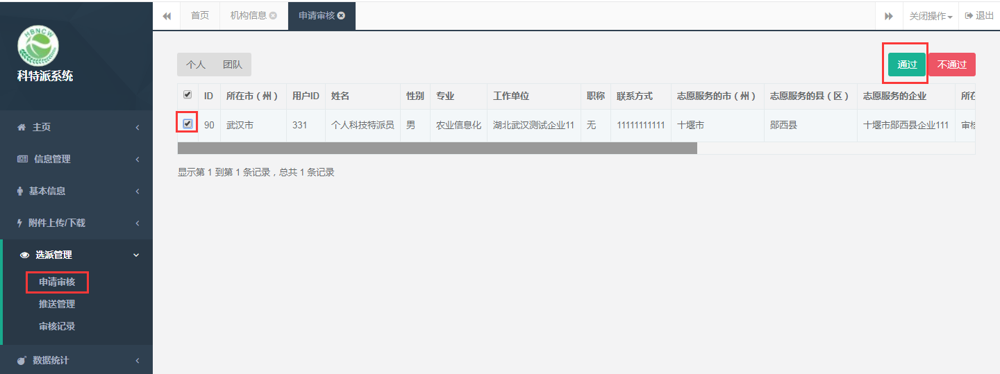 HBNCW
科特派系统
主页
信息管理
基本信息
附件上传/下载
选派管理
申请审核
推送管理
审核记录
数据统计
首页 机构信息 申请审核 关闭操作 退出
个人 团队 通过 不通过
ID 所在市（州） 用户ID 姓名 性别 专业 工作单位 职称 联系方式 志愿服务的市（州） 志愿服务的县（区） 志愿服务的企业 所在
90 武汉市 331 个人科技特派员 男 农业信息化 湖北武汉测试企业11 无 11111111111 十堰市 郧西县 十堰市郧西县企业111 审核
显示第 1 到第 1 条记录，总共 1 条记录